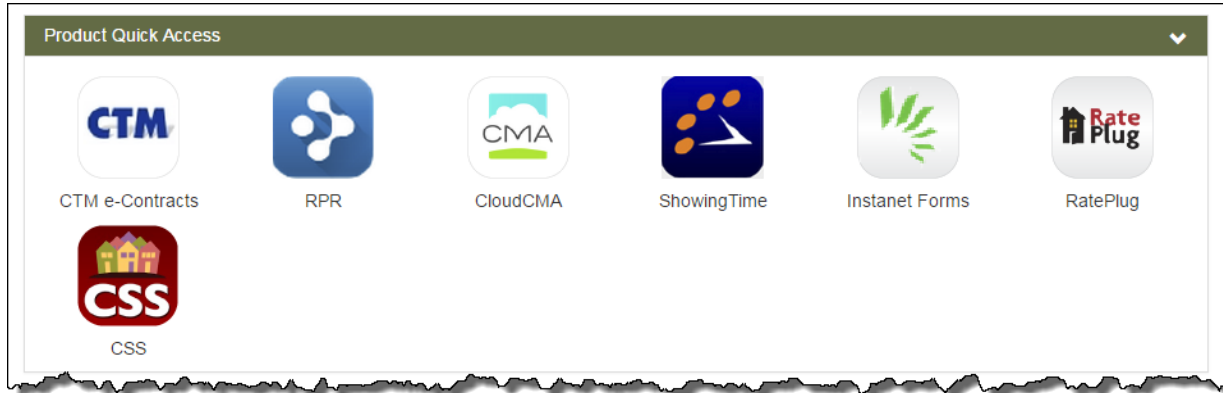 Product Quick Access
CTM
CMA
Rate
Plug
CTM e-Contracts
RPR
CloudCMA
ShowingTime
Instanet Forms
RatePlug
CSS
CSS